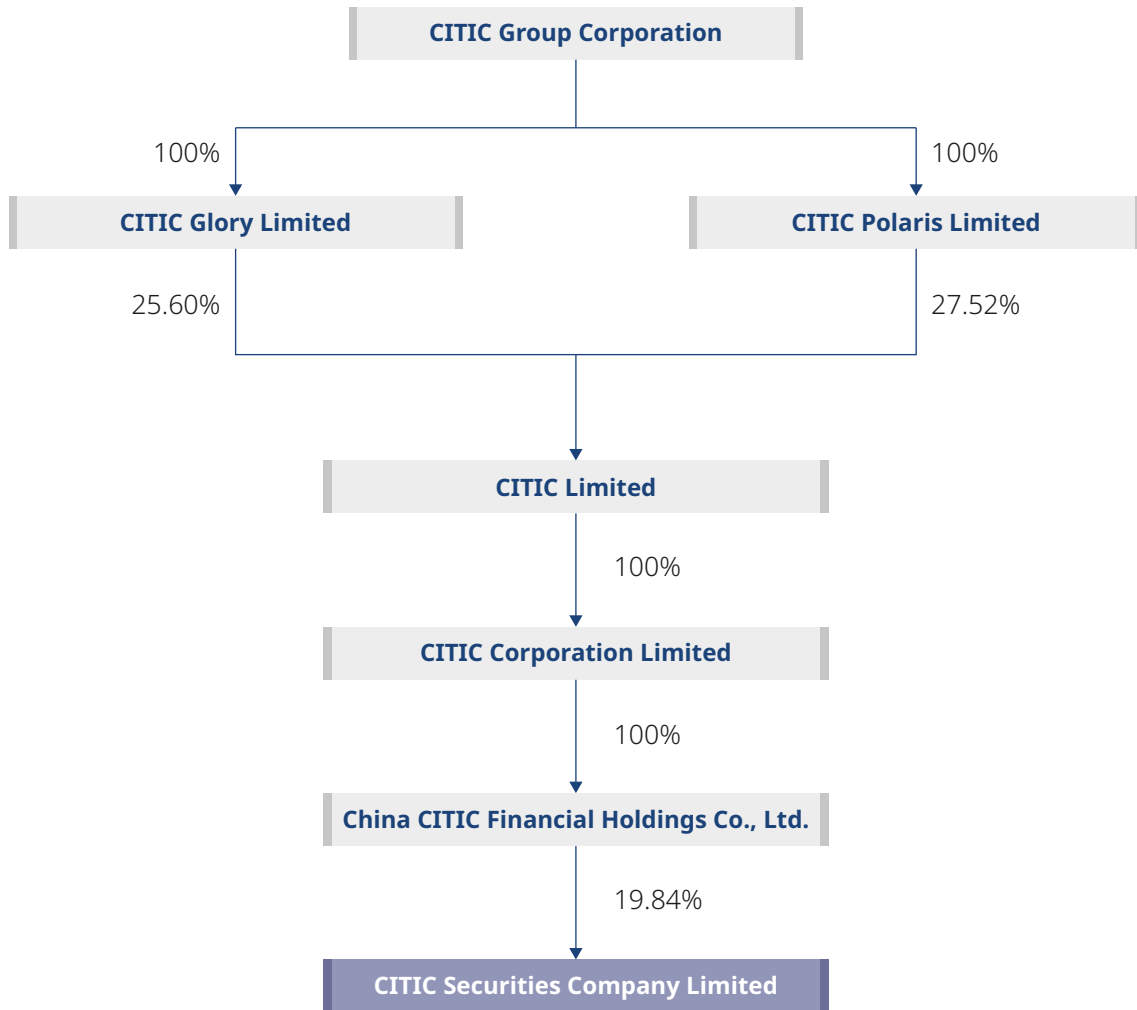 CITIC Group Corporation
100%
100%
CITIC Glory Limited
CITIC Polaris Limited
25.60%
27.52%
CITIC Limited
100%
CITIC Corporation Limited
100%
China CITIC Financial Holdings Co., Ltd.
19.84%
CITIC Securities Company Limited